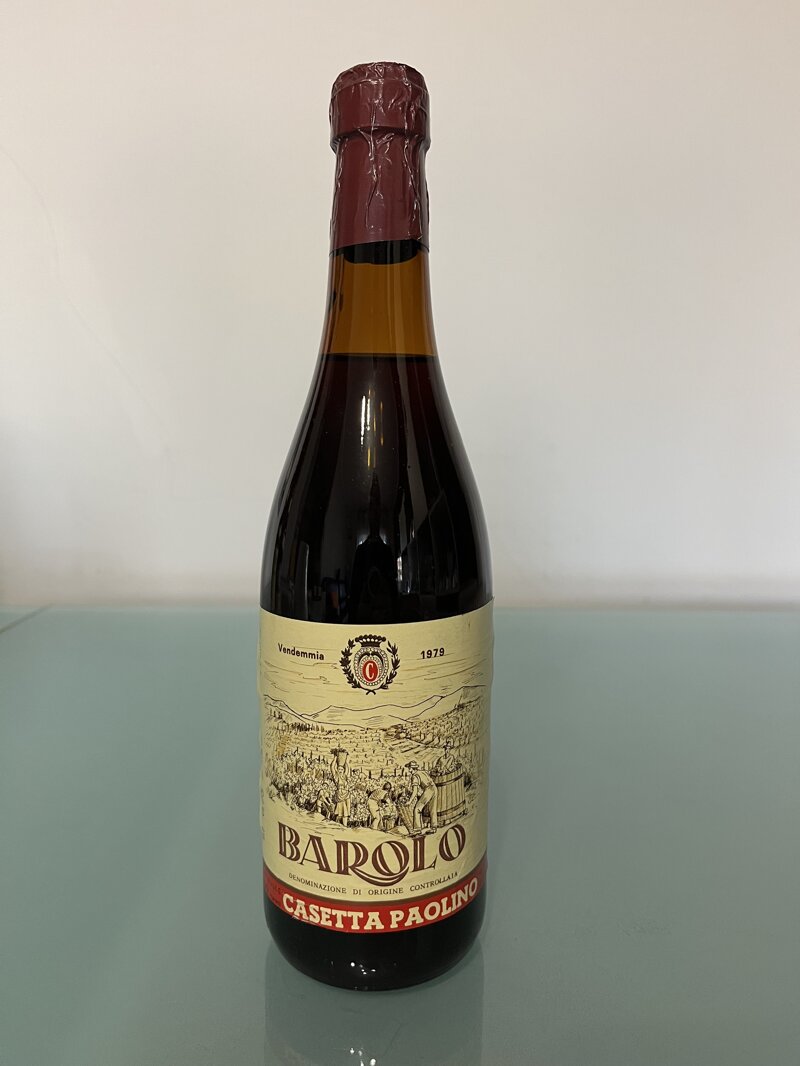 Vendemmia 1979
C
BAROLO
DENOMINAZIONE DI ORIGINE CONTROLLATA
CASETTA PAOLINO